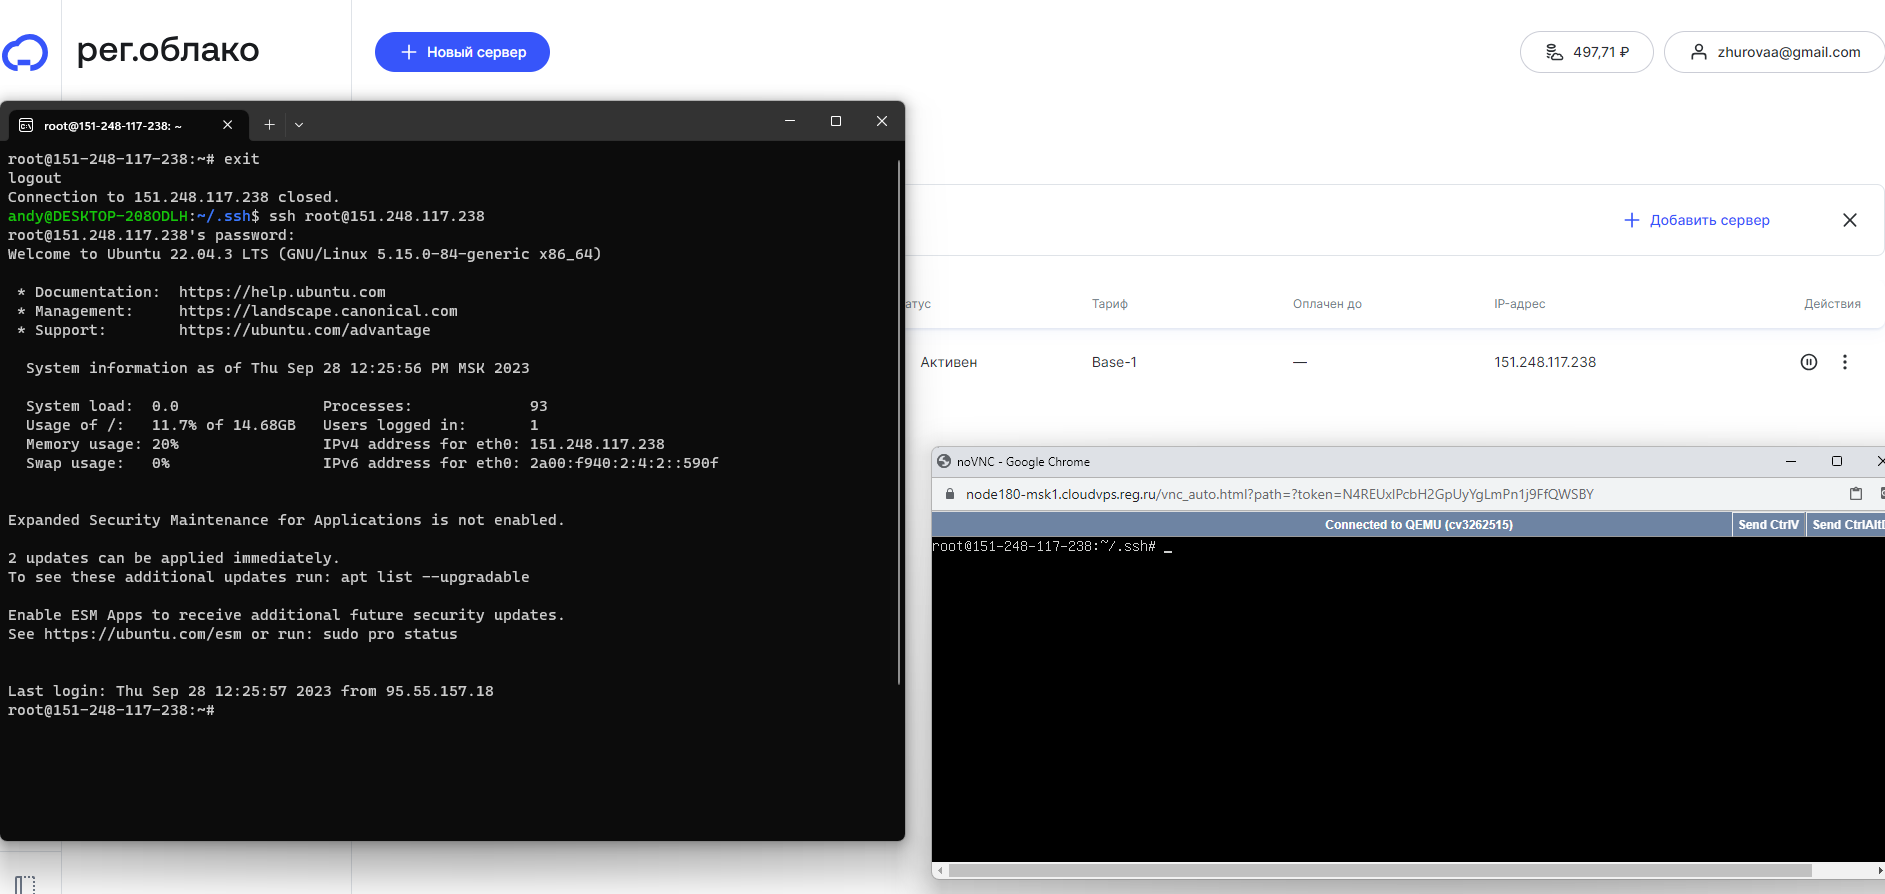 рег.облако
Новый сервер
497,71 ₽
zhurovaa@gmail.com
root@151-248-117-238: ~
root@151-248-117-238:~# exit
logout
Connection to 151.248.117.238 closed.
andy@DESKTOP-208ODLH:~/.ssh$ ssh root@151.248.117.238
root@151.248.117.238's password:
Welcome to Ubuntu 22.04.3 LTS (GNU/Linux 5.15.0-84-generic x86_64)
* Documentation: https://help.ubuntu.com
* Management: https://landscape.canonical.com
* Support: https://ubuntu.com/advantage
System information as of Thu Sep 28 12:25:56 PM MSK 2023
System load: 0.0 Processes: 93
Usage of /: 11.7% of 14.68GB Users logged in: 1
Memory usage: 20% IPv4 address for eth0: 151.248.117.238
Swap usage: 0% IPv6 address for eth0: 2a00:f940:2:4:2::590f
Expanded Security Maintenance for Applications is not enabled.
2 updates can be applied immediately.
To see these additional updates run: apt list --upgradable
Enable ESM Apps to receive additional future security updates.
See https://ubuntu.com/esm or run: sudo pro status
Last login: Thu Sep 28 12:25:57 2023 from 95.55.157.18
root@151-248-117-238:~#
Добавить сервер
атус Тариф Оплачен до IP-адрес Действия
Активен Base-1 — 151.248.117.238
noVNC - Google Chrome
node180-msk1.cloudvps.reg.ru/vnc_auto.html?path=?token=N4REUxIPcbH2GpUyYgLmPn1j9FfQWSBY
Connected to QEMU (cv3262515) Send CtrlV Send CtrlAltD
root@151-248-117-238:~/.ssh# _